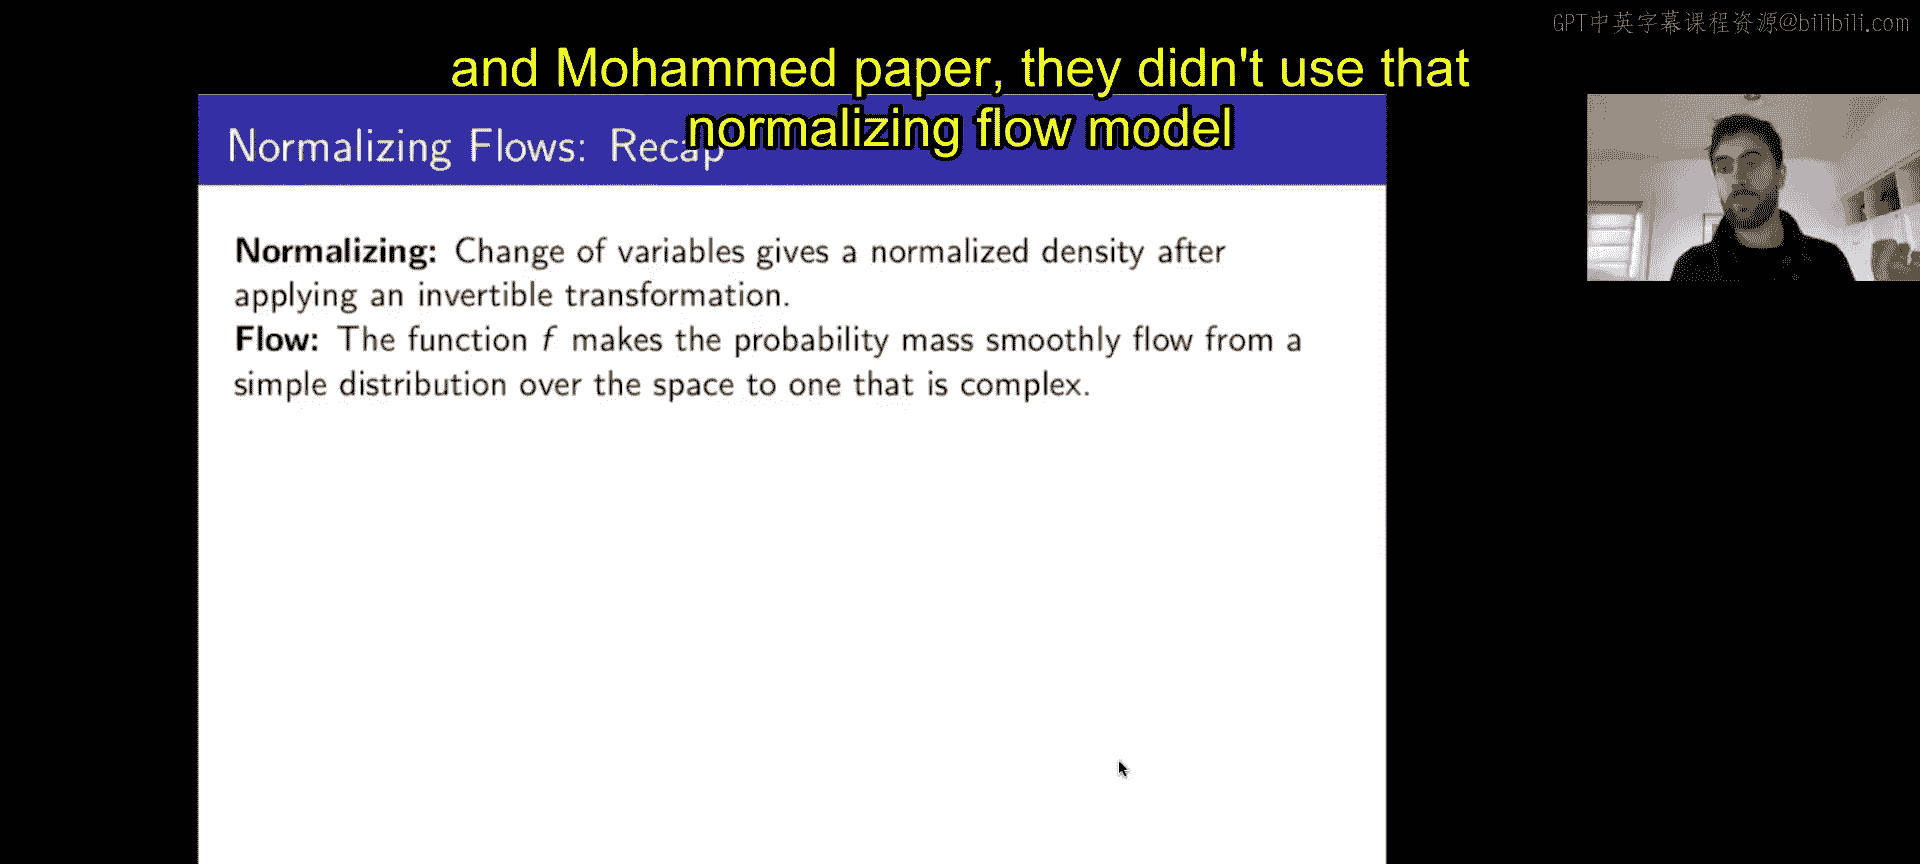 GPT中英字幕课程资源@bilibili.com
and Mohammed paper, they didn't use that
normalizing flow model
Normalizing Flows: Recap
Normalizing: Change of variables gives a normalized density after
applying an invertible transformation.
Flow: The function f makes the probability mass smoothly flow from a
simple distribution over the space to one that is complex.